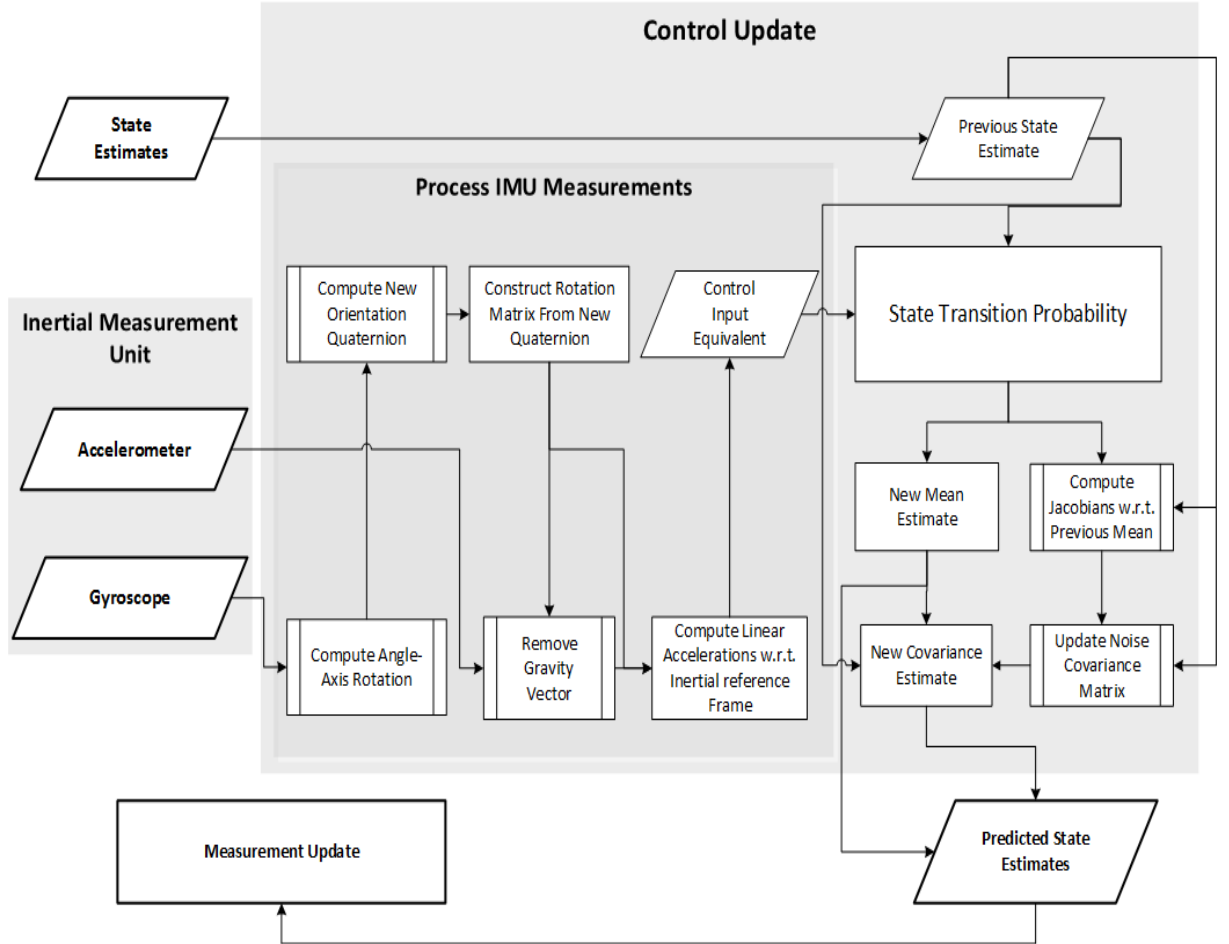 Control Update
State
Estimates
Previous State
Estimate
Process IMU Measurements
Inertial Measurement
Unit
Compute New
Orientation
Quaternion
Construct Rotation
Matrix From New
Quaternion
Control
Input
Equivalent
State Transition Probability
Accelerometer
New Mean
Estimate
Compute
Jacobians w.r.t.
Previous Mean
Gyroscope
Compute Angle-
Axis Rotation
Remove
Gravity
Vector
Compute Linear
Accelerations w.r.t.
Inertial reference
Frame
New Covariance
Estimate
Update Noise
Covariance
Matrix
Measurement Update
Predicted State
Estimates